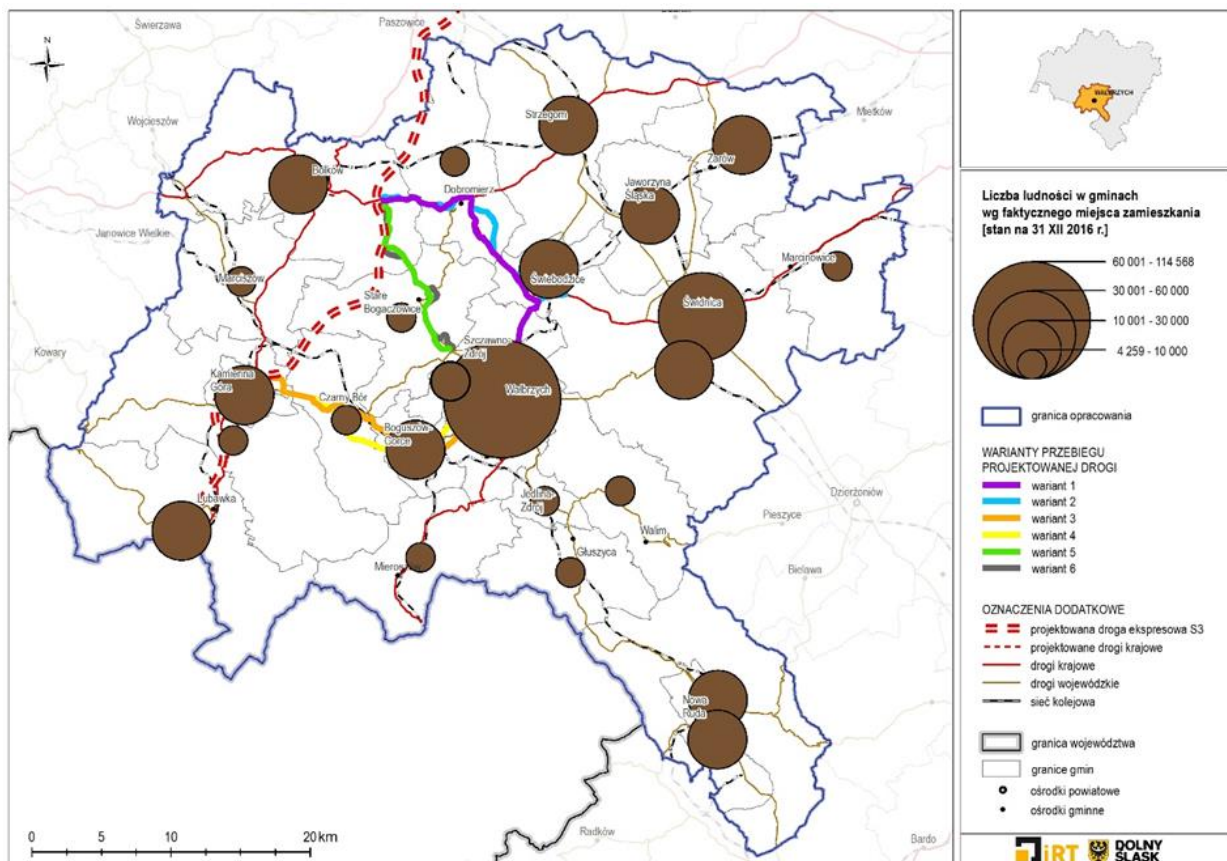 N
Świerzawa
Paszowice
Wojcieszów
Strzegom
Mietków
Żarów
Bolków
Dobromierz
Jaworzyna
Śląska
Janowice Wielkie
Marciszów
Świebodzice
Marcinowice
Stare
Bogaczowice
Świdnica
Szczawno-
Zdrój
Kowary
Kamienna
Góra
Czarny Bór
Wałbrzych
Boguszów-
Gorce
Lubawka
Jedlina-
Zdrój
Dzierżoniów
Walim
Pieszyce
Głuszyca
Bielawa
Nowa
Ruda
Radków
Bardo
0 5 10 20 km
WAŁBRZYCH
Liczba ludności w gminach
wg faktycznego miejsca zamieszkania
[stan na 31 XII 2016 r.]
60 001 - 114 568
30 001 - 60 000
10 001 - 30 000
4 259 - 10 000
granica opracowania
WARIANTY PRZEBIEGU
PROJEKTOWANEJ DROGI
wariant 1
wariant 2
wariant 3
wariant 4
wariant 5
wariant 6
OZNACZENIA DODATKOWE
projektowana droga ekspresowa S3
projektowane drogi krajowe
drogi krajowe
drogi wojewódzkie
sieć kolejowa
granica województwa
granice gmin
ośrodki powiatowe
ośrodki gminne
iRT
DOLNY
ŚLĄSK